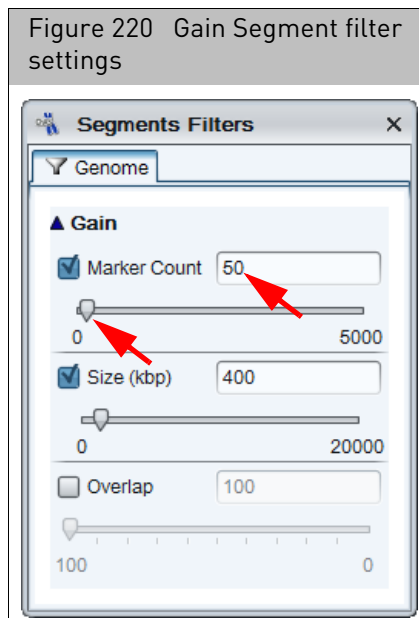 Figure 220 Gain Segment filter
settings
Segments Filters
Genome
Gain
Marker Count 50
0 5000
Size (kbp) 400
0 20000
Overlap 100
100 0